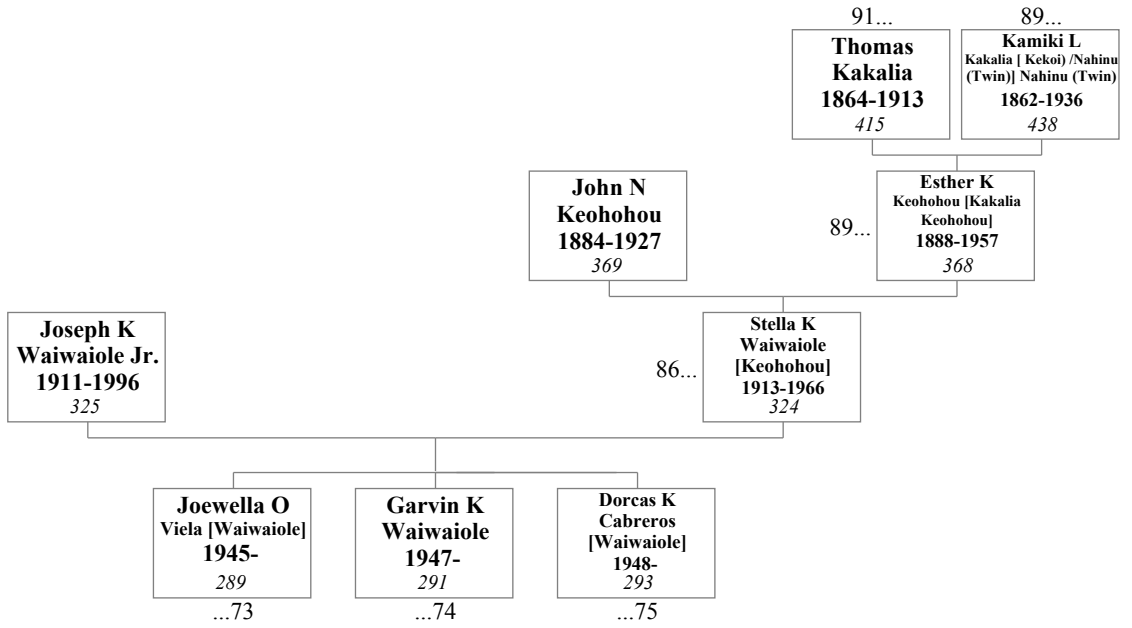 91...
89...
Thomas
Kakalia
1864-1913
415
Kamiki L
Kakalia [ Kekoi) /Nahinu
(Twin)] Nahinu (Twin)
1862-1936
438
John N
Keohohou
1884-1927
369
89...
Esther K
Keohohou [Kakalia
Keohohou]
1888-1957
368
Joseph K
Waiwaiole Jr.
1911-1996
325
86...
Stella K
Waiwaiole
[Keohohou]
1913-1966
324
Joewella O
Viela [Waiwaiole]
1945-
289
...73
Garvin K
Waiwaiole
1947-
291
...74
Dorcas K
Cabreros
[Waiwaiole]
1948-
293
...75